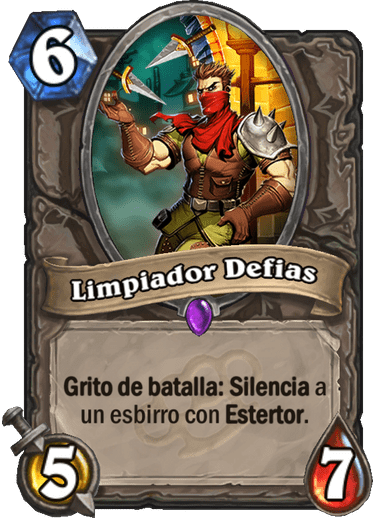 6
Limpiador Defias
Grito de batalla: Silencia a
un esbirro con Estertor.
5
7